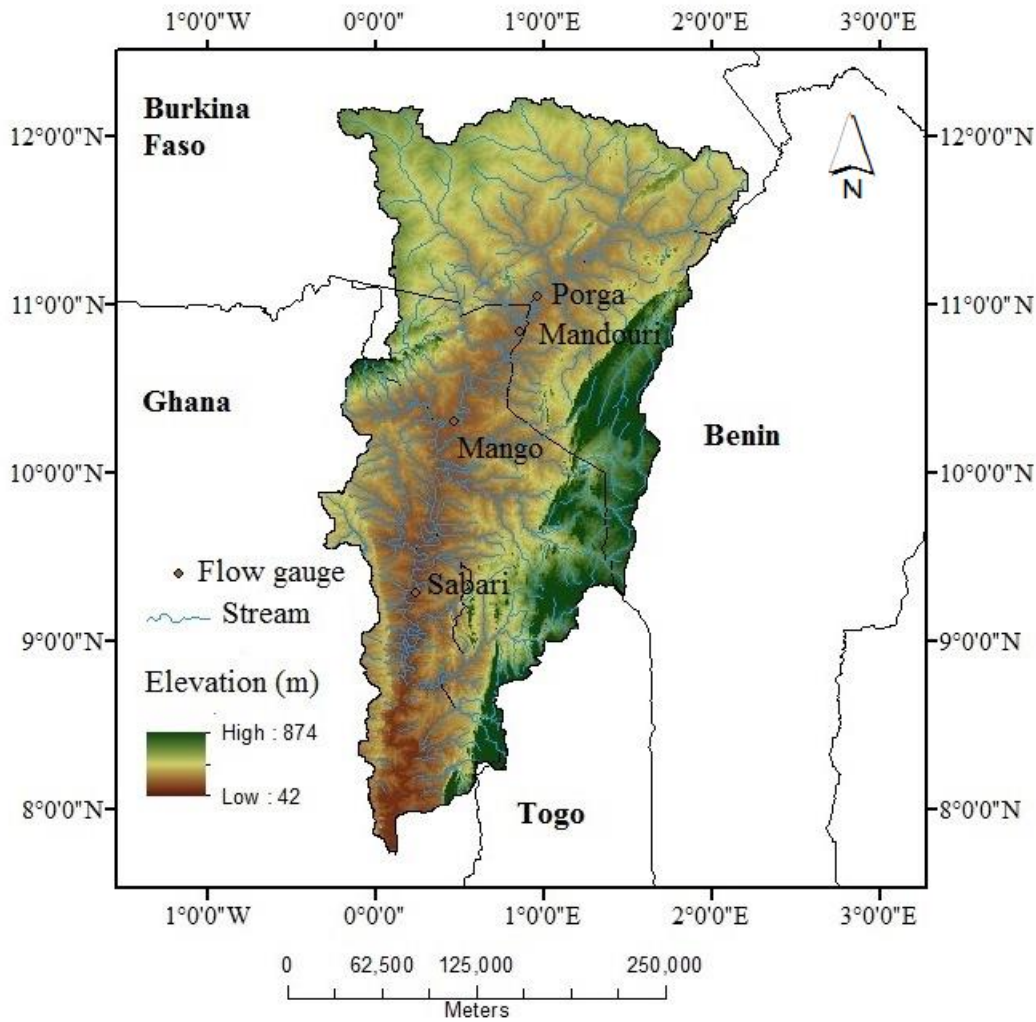 1°0'0"W 0°0'0" 1°0'0"E 2°0'0"E 3°0'0"E
Burkina
Faso
12°0'0"N 12°0'0"N
N
11°0'0"N 11°0'0"N
Porga
Mandouri
Ghana
Benin
Mango
10°0'0"N 10°0'0"N
Flow gauge
Sabari
Stream
9°0'0"N 9°0'0"N
Elevation (m)
High : 874
Low : 42
8°0'0"N 8°0'0"N
Togo
1°0'0"W 0°0'0" 1°0'0"E 2°0'0"E 3°0'0"E
0 62,500 125,000 250,000
Meters